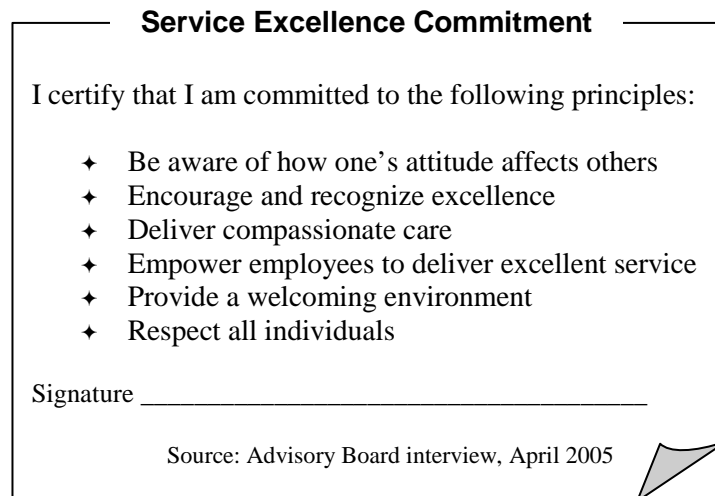 Service Excellence Commitment
I certify that I am committed to the following principles:
✦ Be aware of how one’s attitude affects others
✦ Encourage and recognize excellence
✦ Deliver compassionate care
✦ Empower employees to deliver excellent service
✦ Provide a welcoming environment
✦ Respect all individuals
Signature ______________________________________
Source: Advisory Board interview, April 2005